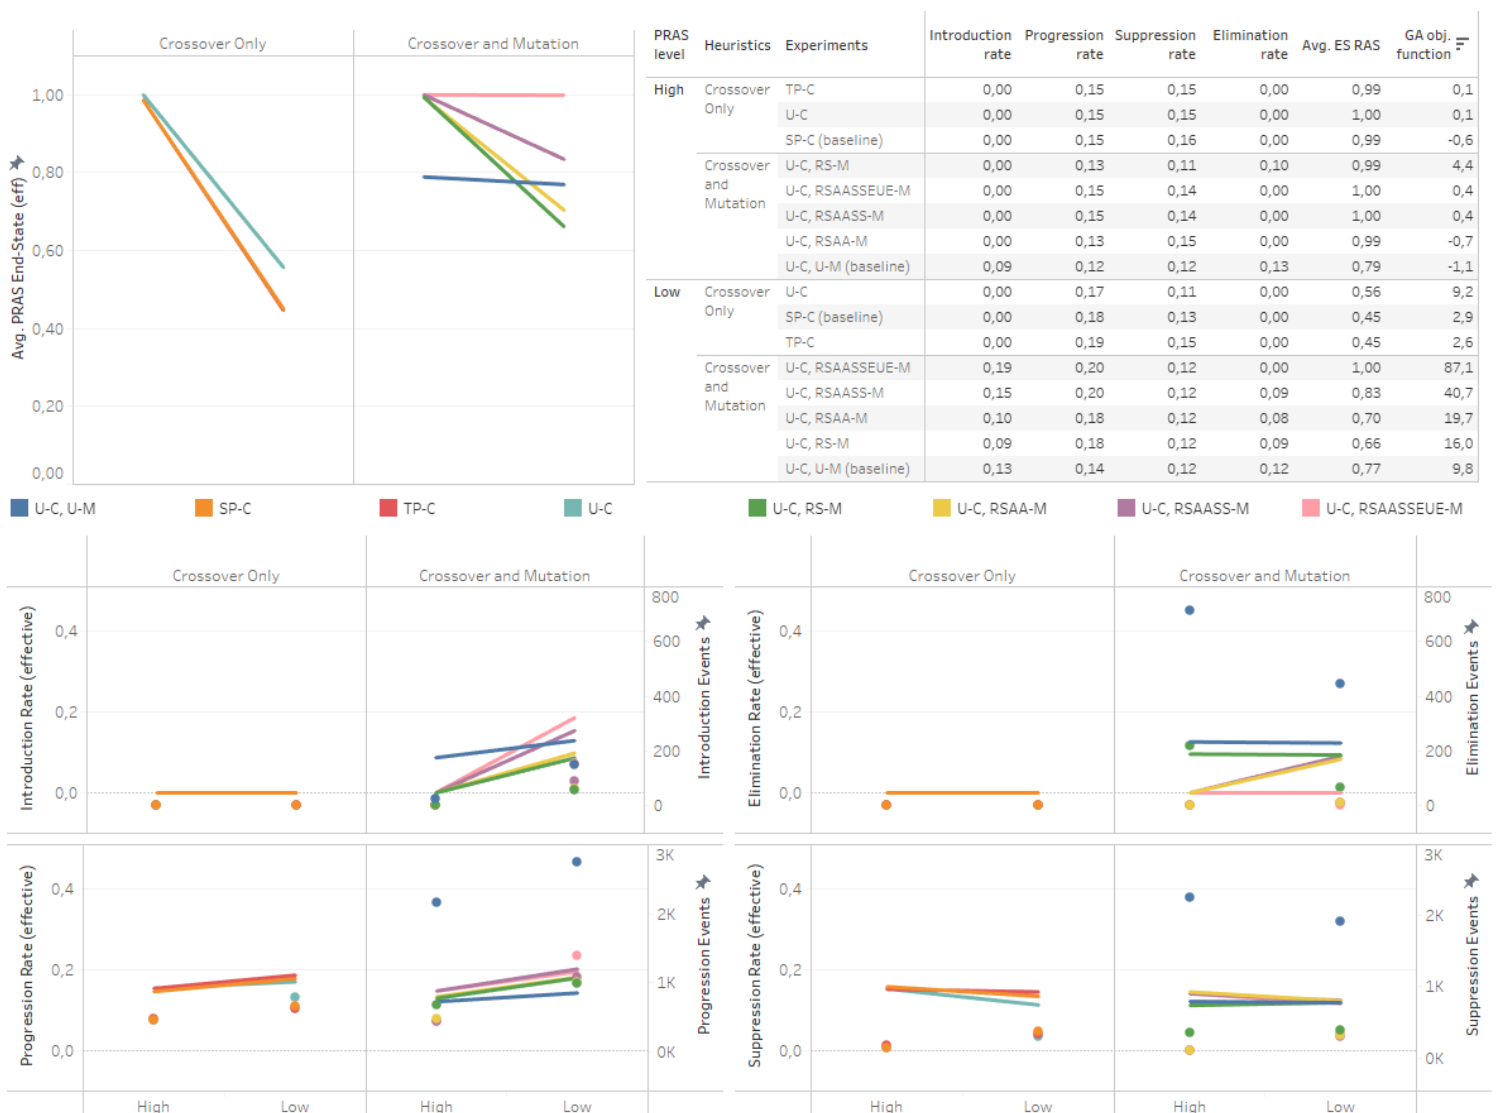 Crossover Only Crossover and Mutation
1,00
0,80
0,60
0,40
0,20
0,00
Avg. PRAS End-State (eff)
PRAS level Heuristics Experiments Introduction rate Progression rate Suppression rate Elimination rate Avg. ES RAS GA obj. function
High Crossover Only TP-C 0,00 0,15 0,15 0,00 0,99 0,1
U-C 0,00 0,15 0,15 0,00 1,00 0,1
SP-C (baseline) 0,00 0,15 0,16 0,00 0,99 -0,6
Crossover and Mutation U-C, RS-M 0,00 0,13 0,11 0,10 0,99 4,4
U-C, RSAASSEUE-M 0,00 0,15 0,14 0,00 1,00 0,4
U-C, RSAASS-M 0,00 0,15 0,14 0,00 1,00 0,4
U-C, RSAA-M 0,00 0,13 0,15 0,00 0,99 -0,7
U-C, U-M (baseline) 0,09 0,12 0,12 0,13 0,79 -1,1
Low Crossover Only U-C 0,00 0,17 0,11 0,00 0,56 9,2
SP-C (baseline) 0,00 0,18 0,13 0,00 0,45 2,9
TP-C 0,00 0,19 0,15 0,00 0,45 2,6
Crossover and Mutation U-C, RSAASSEUE-M 0,19 0,20 0,12 0,00 1,00 87,1
U-C, RSAASS-M 0,15 0,20 0,12 0,09 0,83 40,7
U-C, RSAA-M 0,10 0,18 0,12 0,08 0,70 19,7
U-C, RS-M 0,09 0,18 0,12 0,09 0,66 16,0
U-C, U-M (baseline) 0,13 0,14 0,12 0,12 0,77 9,8
U-C, U-M SP-C TP-C U-C U-C, RS-M U-C, RSAA-M U-C, RSAASS-M U-C, RSAASSEUE-M
Crossover Only Crossover and Mutation
Introduction Rate (effective)
0,4
0,2
0,0
800
600
400
200
0
Introduction Events
Progression Rate (effective)
0,4
0,2
0,0
3K
2K
1K
0K
Progression Events
High Low High Low
Crossover Only Crossover and Mutation
Elimination Rate (effective)
0,4
0,2
0,0
800
600
400
200
0
Elimination Events
Suppression Rate (effective)
0,4
0,2
0,0
3K
2K
1K
0K
Suppression Events
High Low High Low